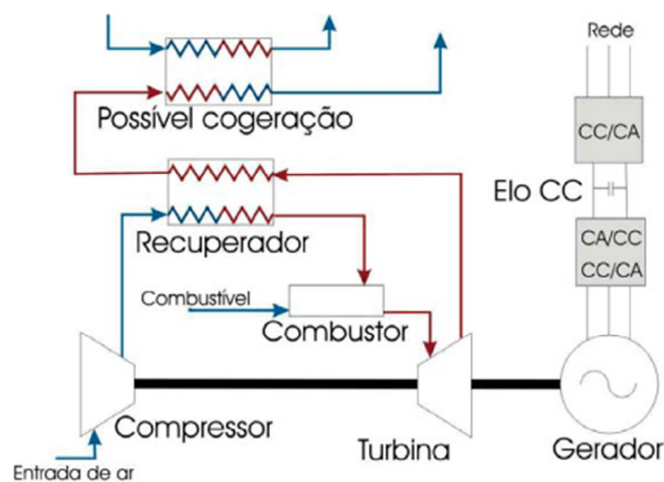 Rede
CC/CA
Possível cogeração
Elo CC
CA/CC
CC/CA
Recuperador
Combustível
Combustor
Compressor
Turbina
Gerador
Entrada de ar